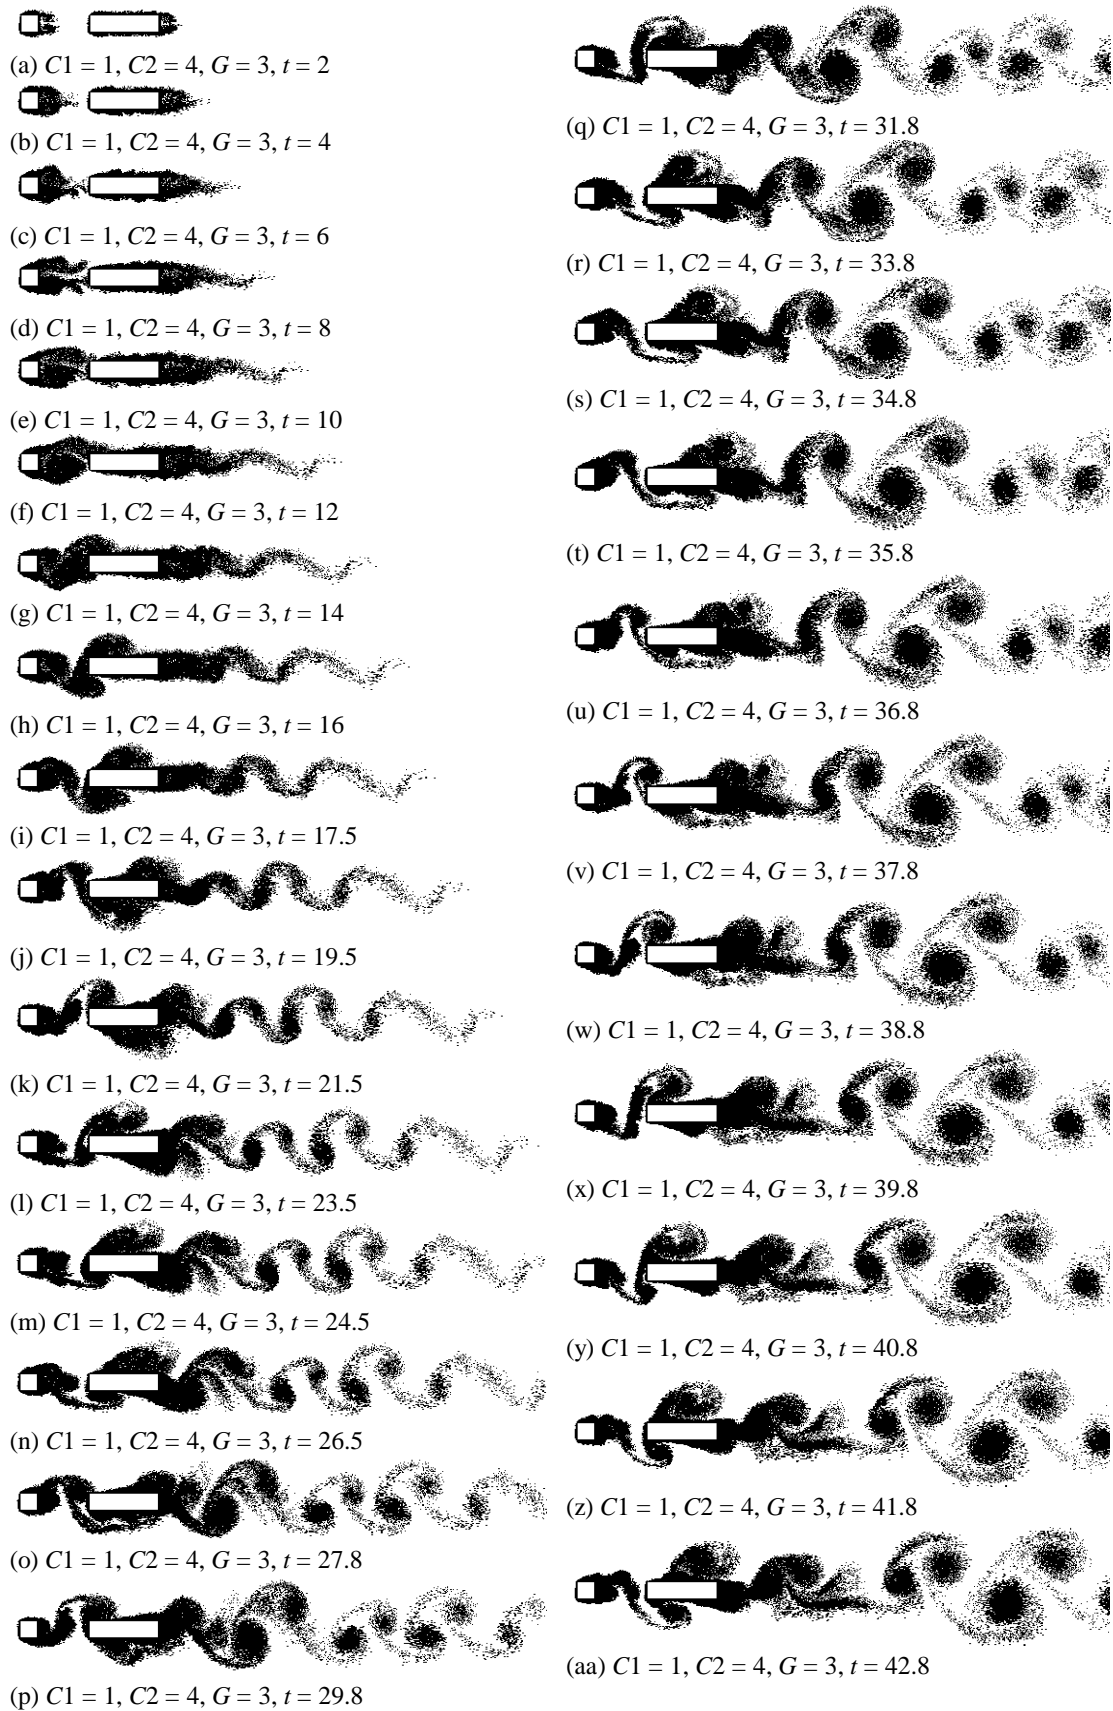 (a) C1 = 1, C2 = 4, G = 3, t = 2
(b) C1 = 1, C2 = 4, G = 3, t = 4
(c) C1 = 1, C2 = 4, G = 3, t = 6
(d) C1 = 1, C2 = 4, G = 3, t = 8
(e) C1 = 1, C2 = 4, G = 3, t = 10
(f) C1 = 1, C2 = 4, G = 3, t = 12
(g) C1 = 1, C2 = 4, G = 3, t = 14
(h) C1 = 1, C2 = 4, G = 3, t = 16
(i) C1 = 1, C2 = 4, G = 3, t = 17.5
(j) C1 = 1, C2 = 4, G = 3, t = 19.5
(k) C1 = 1, C2 = 4, G = 3, t = 21.5
(l) C1 = 1, C2 = 4, G = 3, t = 23.5
(m) C1 = 1, C2 = 4, G = 3, t = 24.5
(n) C1 = 1, C2 = 4, G = 3, t = 26.5
(o) C1 = 1, C2 = 4, G = 3, t = 27.8
(p) C1 = 1, C2 = 4, G = 3, t = 29.8
(q) C1 = 1, C2 = 4, G = 3, t = 31.8
(r) C1 = 1, C2 = 4, G = 3, t = 33.8
(s) C1 = 1, C2 = 4, G = 3, t = 34.8
(t) C1 = 1, C2 = 4, G = 3, t = 35.8
(u) C1 = 1, C2 = 4, G = 3, t = 36.8
(v) C1 = 1, C2 = 4, G = 3, t = 37.8
(w) C1 = 1, C2 = 4, G = 3, t = 38.8
(x) C1 = 1, C2 = 4, G = 3, t = 39.8
(y) C1 = 1, C2 = 4, G = 3, t = 40.8
(z) C1 = 1, C2 = 4, G = 3, t = 41.8
(aa) C1 = 1, C2 = 4, G = 3, t = 42.8